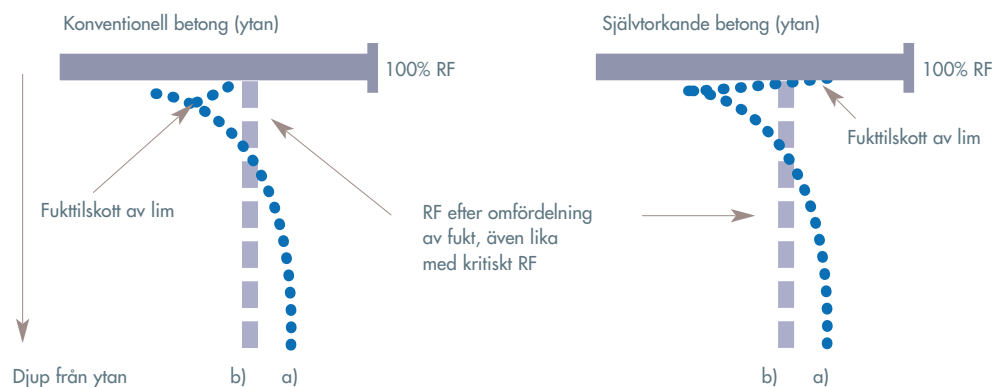 Konventionell betong (ytan)
100% RF
Fukttilskott av lim
RF efter omfördelning
av fukt, även lika
med kritiskt RF
Djup från ytan
b)
a)
Självtorkande betong (ytan)
100% RF
Fukttilskott av lim
b)
a)